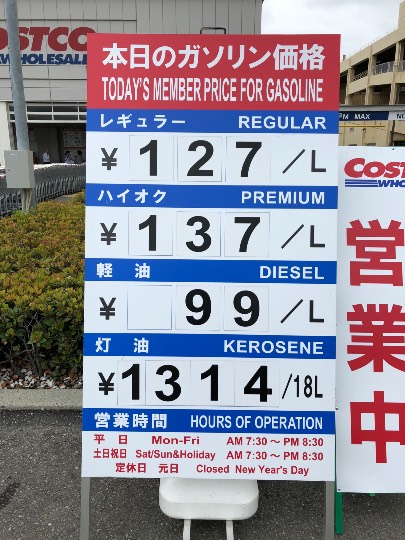 COSTCO
WHOLESALE
本日のガソリン価格
TODAY'S MEMBER PRICE FOR GASOLINE
レギュラー REGULAR
¥127/L
ハイオク PREMIUM
¥137/L
軽油 DIESEL
¥99/L
灯油 KEROSENE
¥1314/18L
営業時間 HOURS OF OPERATION
平日 Mon-Fri AM 7:30 ～ PM 8:30
土日祝日 Sat/Sun&Holiday AM 7:30 ～ PM 8:30
定休日 元日 Closed New Year's Day
PM MAX
COSTCO
WHO
営業中